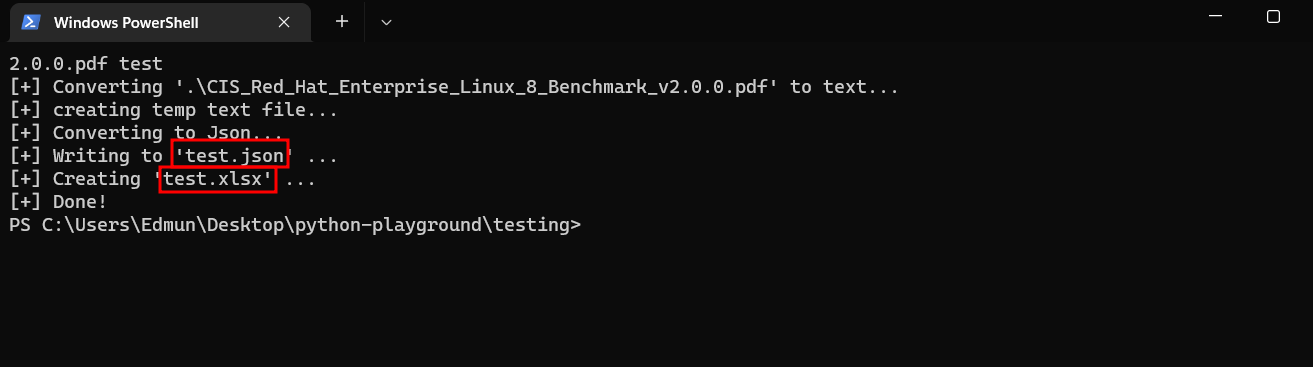 Windows PowerShell
2.0.0.pdf test
[+] Converting '.\CIS_Red_Hat_Enterprise_Linux_8_Benchmark_v2.0.0.pdf' to text...
[+] creating temp text file...
[+] Converting to Json...
[+] Writing to 'test.json' ...
[+] Creating 'test.xlsx' ...
[+] Done!
PS C:\Users\Edmun\Desktop\python-playground\testing>